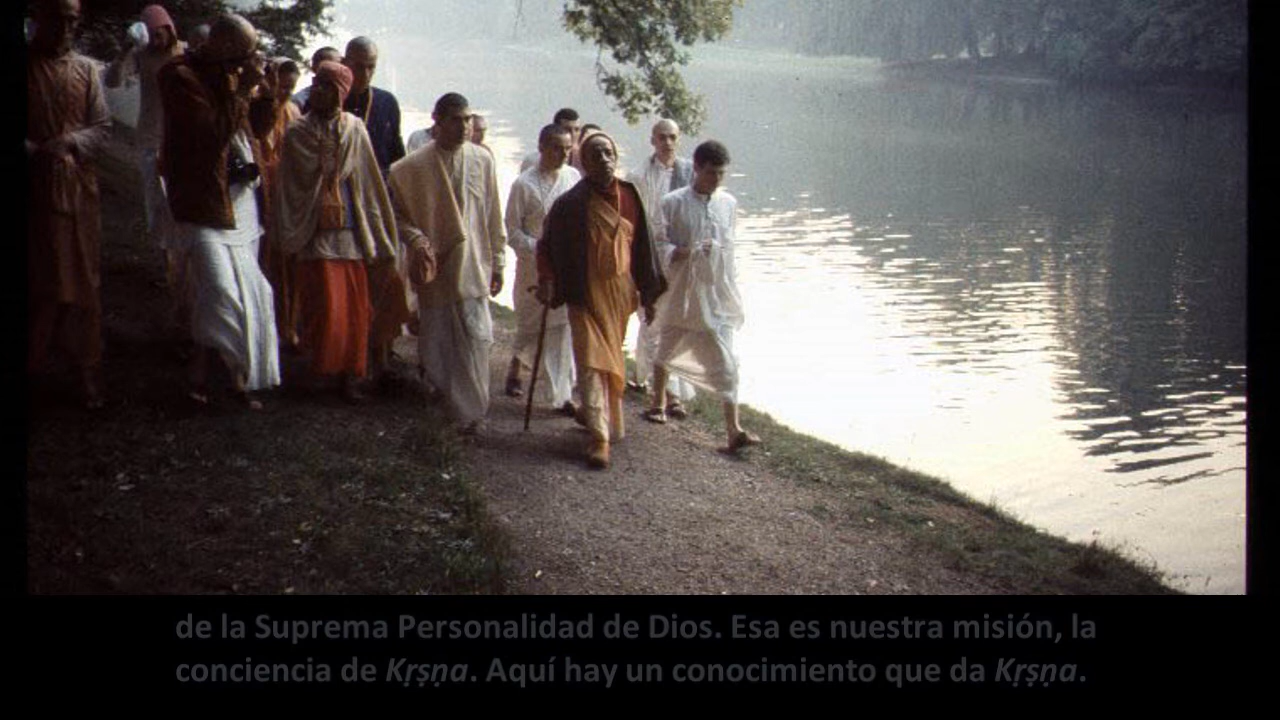 de la Suprema Personalidad de Dios. Esa es nuestra misión, la
conciencia de Kṛṣṇa. Aquí hay un conocimiento que da Kṛṣṇa.